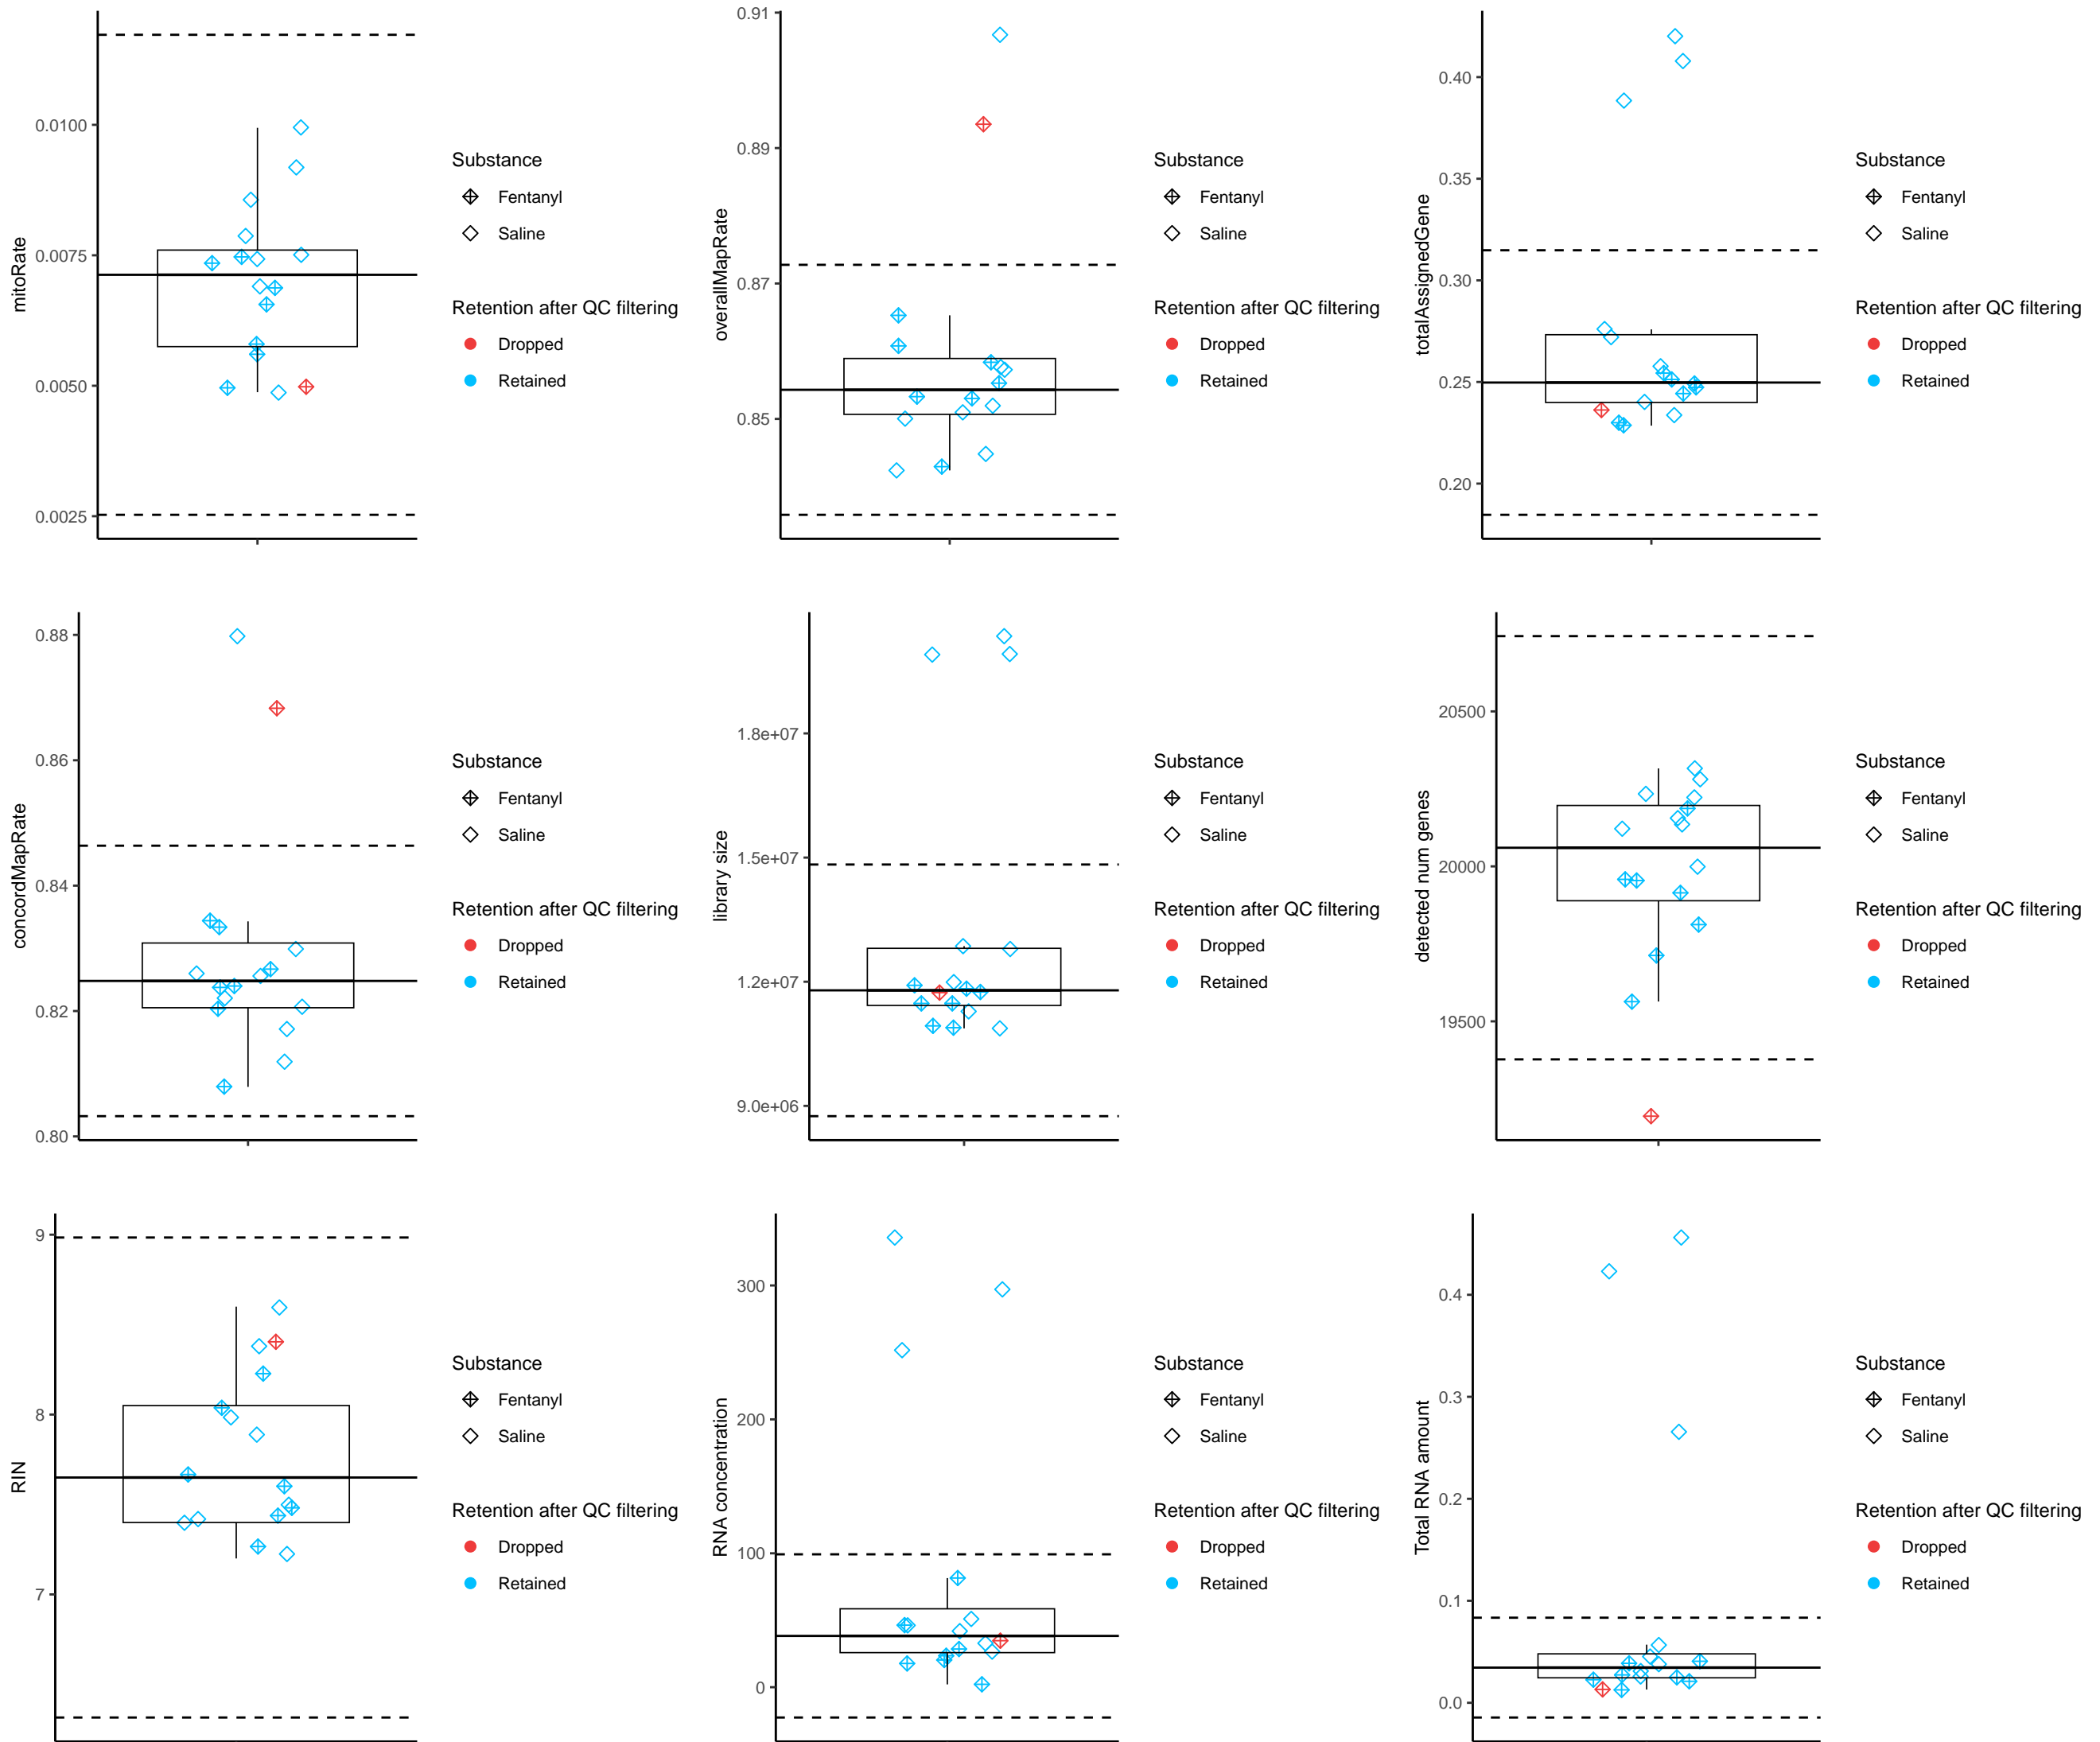 mitoRate
0.0100
0.0075
0.0050
0.0025
Substance
Fentanyl
Saline
Retention after QC filtering
Dropped
Retained
overallMapRate
0.91
0.89
0.87
0.85
Substance
Fentanyl
Saline
Retention after QC filtering
Dropped
Retained
totalAssignedGene
0.40
0.35
0.30
0.25
0.20
Substance
Fentanyl
Saline
Retention after QC filtering
Dropped
Retained
concordMapRate
0.88
0.86
0.84
0.82
0.80
Substance
Fentanyl
Saline
Retention after QC filtering
Dropped
Retained
library size
1.8e+07
1.5e+07
1.2e+07
9.0e+06
Substance
Fentanyl
Saline
Retention after QC filtering
Dropped
Retained
detected num genes
20500
20000
19500
Substance
Fentanyl
Saline
Retention after QC filtering
Dropped
Retained
RIN
9
8
7
Substance
Fentanyl
Saline
Retention after QC filtering
Dropped
Retained
RNA concentration
300
200
100
0
Substance
Fentanyl
Saline
Retention after QC filtering
Dropped
Retained
Total RNA amount
0.4
0.3
0.2
0.1
0.0
Substance
Fentanyl
Saline
Retention after QC filtering
Dropped
Retained